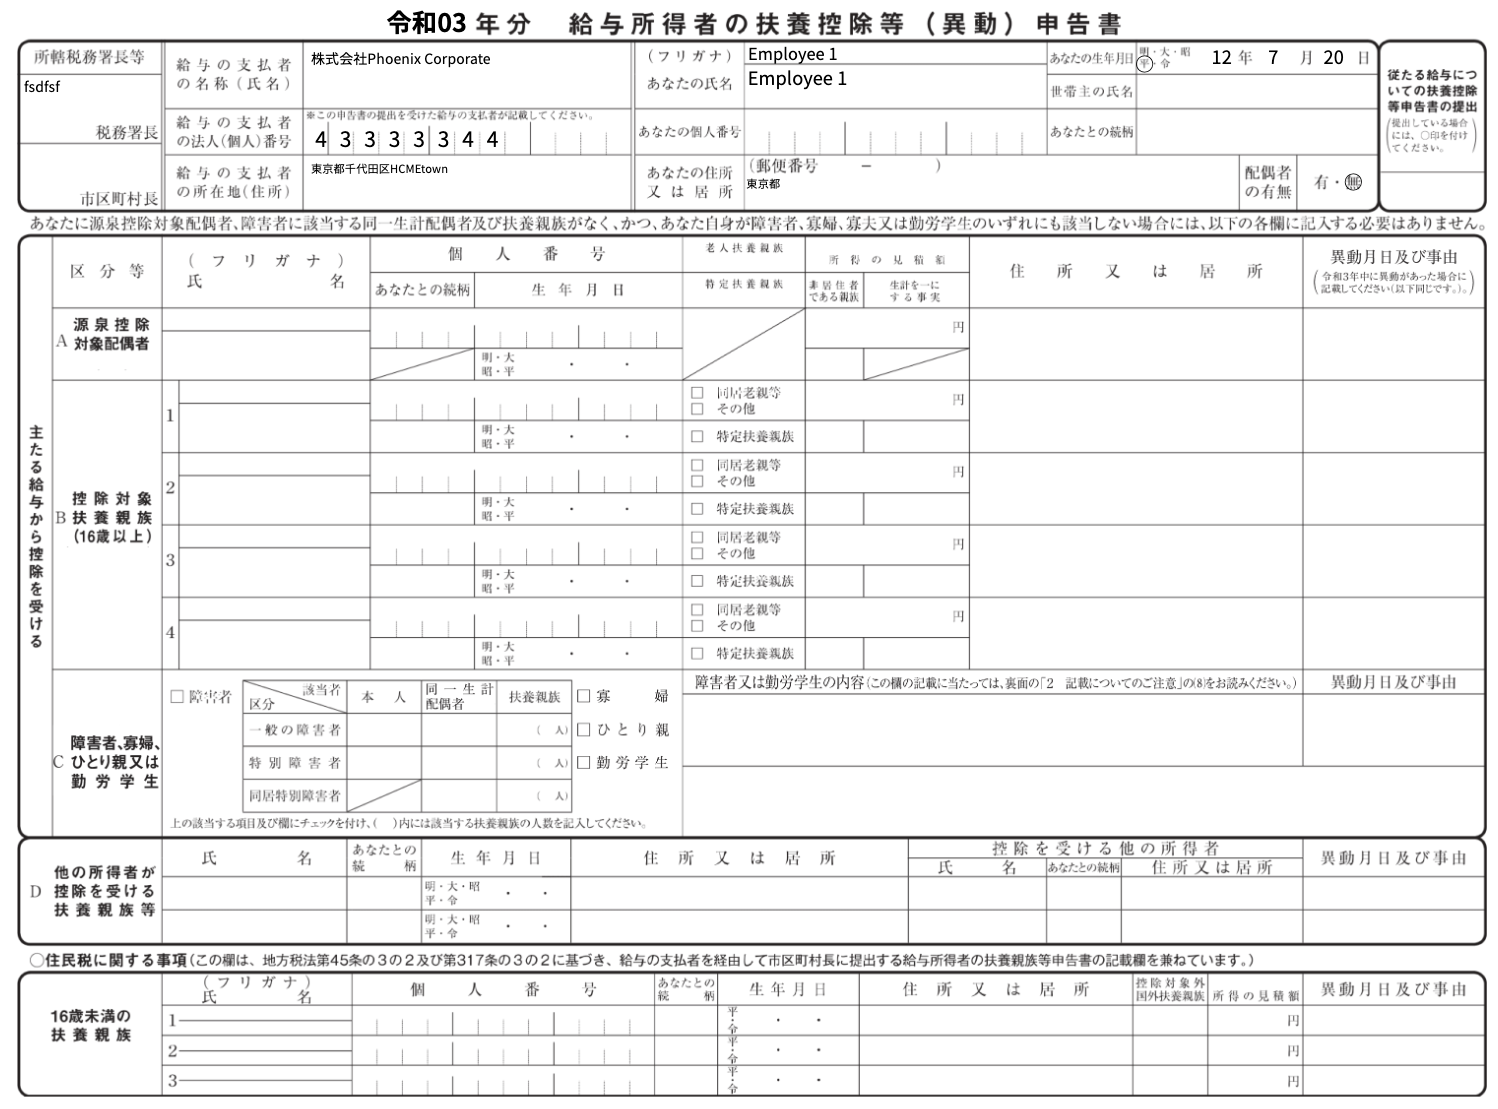 令和03 年分 給与所得者の扶養控除等（異動）申告書
所轄税務署長等
fsdfsf
税務署長
市区町村長
給与の支払者
の名称（氏名）
株式会社Phoenix Corporate
給与の支払者
の法人（個人）番号
※この申告書の提出を受けた給与の支払者が記載してください。
4 3 3 3 3 3 4 4
給与の支払者
の所在地（住所）
東京都千代田区HCMEtown
（フリガナ）
Employee 1
あなたの氏名
Employee 1
あなたの個人番号
あなたの住所
又は居所
（郵便番号 － ）
東京都
あなたの生年月日
明・大・昭
平・令
12 年 7 月 20 日
世帯主の氏名
あなたとの続柄
配偶者
の有無
有・無
従たる給与につ
いての扶養控除
等申告書の提出
（提出している場合
には、○印を付け
てください。）
あなたに源泉控除対象配偶者、障害者に該当する同一生計配偶者及び扶養親族がなく、かつ、あなた自身が障害者、寡婦、寡夫又は勤労学生のいずれにも該当しない場合には、以下の各欄に記入する必要はありません。
主たる給与から控除を受ける
区分等
（フリガナ）
氏名
個人番号
あなたとの続柄
生年月日
老人扶養親族
特定扶養親族
所得の見積額
非居住者
である親族
生計を一に
する事実
住所又は居所
異動月日及び事由
（令和3年中に異動があった場合に
記載してください（以下同じです。）。）
A
源泉控除
対象配偶者
明・大
昭・平
・ ・
円
B
控除対象
扶養親族
（16歳以上）
1
明・大
昭・平
・ ・
□ 同居老親等
□ その他
□ 特定扶養親族
円
2
明・大
昭・平
・ ・
□ 同居老親等
□ その他
□ 特定扶養親族
円
3
明・大
昭・平
・ ・
□ 同居老親等
□ その他
□ 特定扶養親族
円
4
明・大
昭・平
・ ・
□ 同居老親等
□ その他
□ 特定扶養親族
円
C
障害者、寡婦、
ひとり親又は
勤労学生
□ 障害者
該当者
区分
本人
同一生計
配偶者
扶養親族
一般の障害者
（ 人）
特別障害者
（ 人）
同居特別障害者
（ 人）
□ 寡婦
□ ひとり親
□ 勤労学生
上の該当する項目及び欄にチェックを付け、（ ）内には該当する扶養親族の人数を記入してください。
障害者又は勤労学生の内容（この欄の記載に当たっては、裏面の「2 記載についてのご注意」の⑻をお読みください。）
異動月日及び事由
D
他の所得者が
控除を受ける
扶養親族等
氏名
あなたとの
続柄
生年月日
住所又は居所
控除を受ける他の所得者
氏名
あなたとの続柄
住所又は居所
異動月日及び事由
明・大・昭
平・令
・ ・
明・大・昭
平・令
・ ・
○住民税に関する事項（この欄は、地方税法第45条の３の２及び第317条の３の２に基づき、給与の支払者を経由して市区町村長に提出する給与所得者の扶養親族等申告書の記載欄を兼ねています。）
16歳未満の
扶養親族
（フリガナ）
氏名
個人番号
あなたとの
続柄
生年月日
住所又は居所
控除対象外
国外扶養親族
所得の見積額
異動月日及び事由
1
平・令
・ ・
円
2
平・令
・ ・
円
3
平・令
・ ・
円